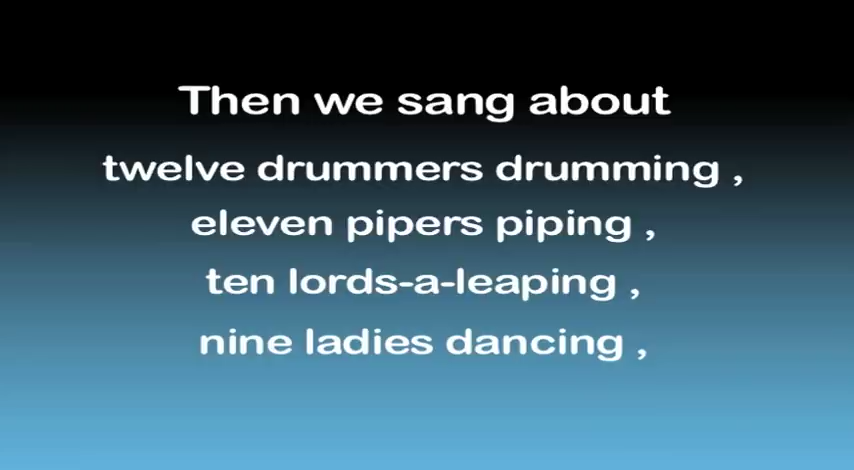 Then we sang about
twelve drummers drumming ,
eleven pipers piping ,
ten lords-a-leaping ,
nine ladies dancing ,